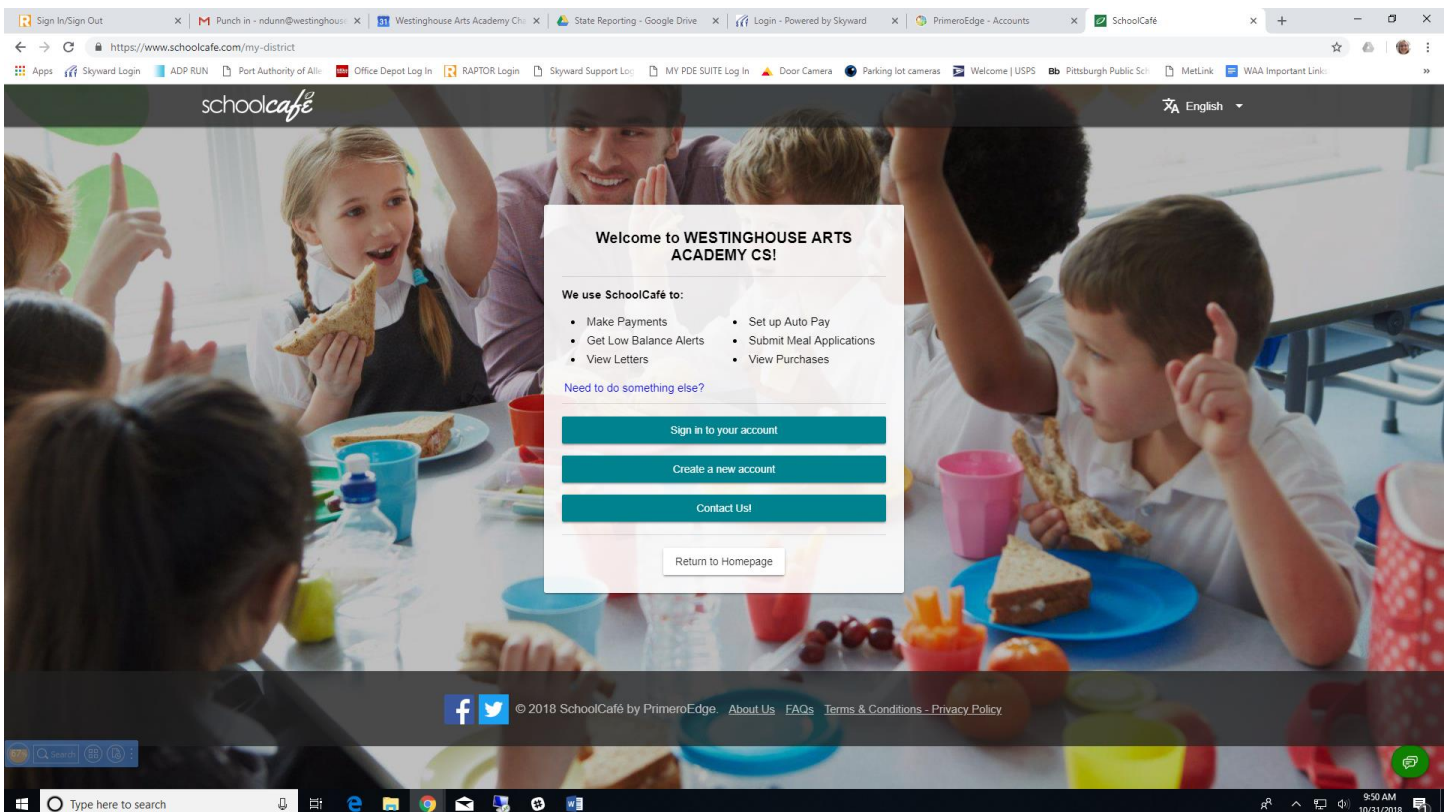 Sign In/Sign Out
Punch in - ndunn@westinghouse
31 Westinghouse Arts Academy Cha
State Reporting - Google Drive
Login - Powered by Skyward
PrimeroEdge - Accounts
SchoolCafé
https://www.schoolcafe.com/my-district
Apps Skyward Login ADP RUN Port Authority of Alle Office Depot Log In RAPTOR Login Skyward Support Log MY PDE SUITE Log In Door Camera Parking lot cameras Welcome | USPS Bb Pittsburgh Public Sch MetLink WAA Important Links
schoolcafé
English
Welcome to WESTINGHOUSE ARTS
ACADEMY CS!
We use SchoolCafé to:
• Make Payments
• Get Low Balance Alerts
• View Letters
• Set up Auto Pay
• Submit Meal Applications
• View Purchases
Need to do something else?
Sign in to your account
Create a new account
Contact Us!
Return to Homepage
© 2018 SchoolCafé by PrimeroEdge. About Us FAQs Terms & Conditions - Privacy Policy
Search
Type here to search
9:50 AM
10/31/2018